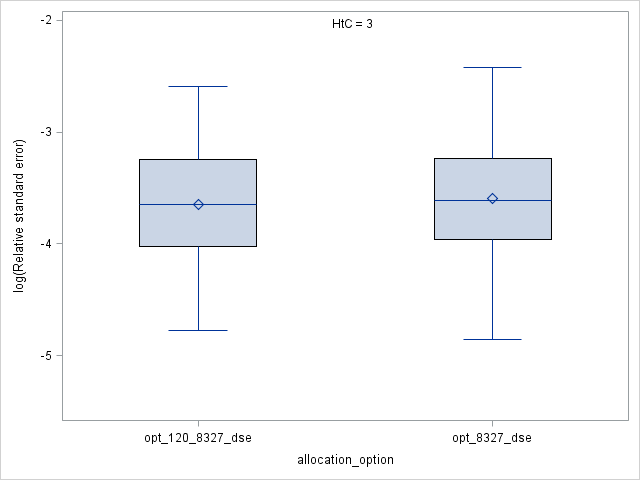 HtC = 3
-2
-3
-4
-5
log(Relative standard error)
opt_120_8327_dse
opt_8327_dse
allocation_option